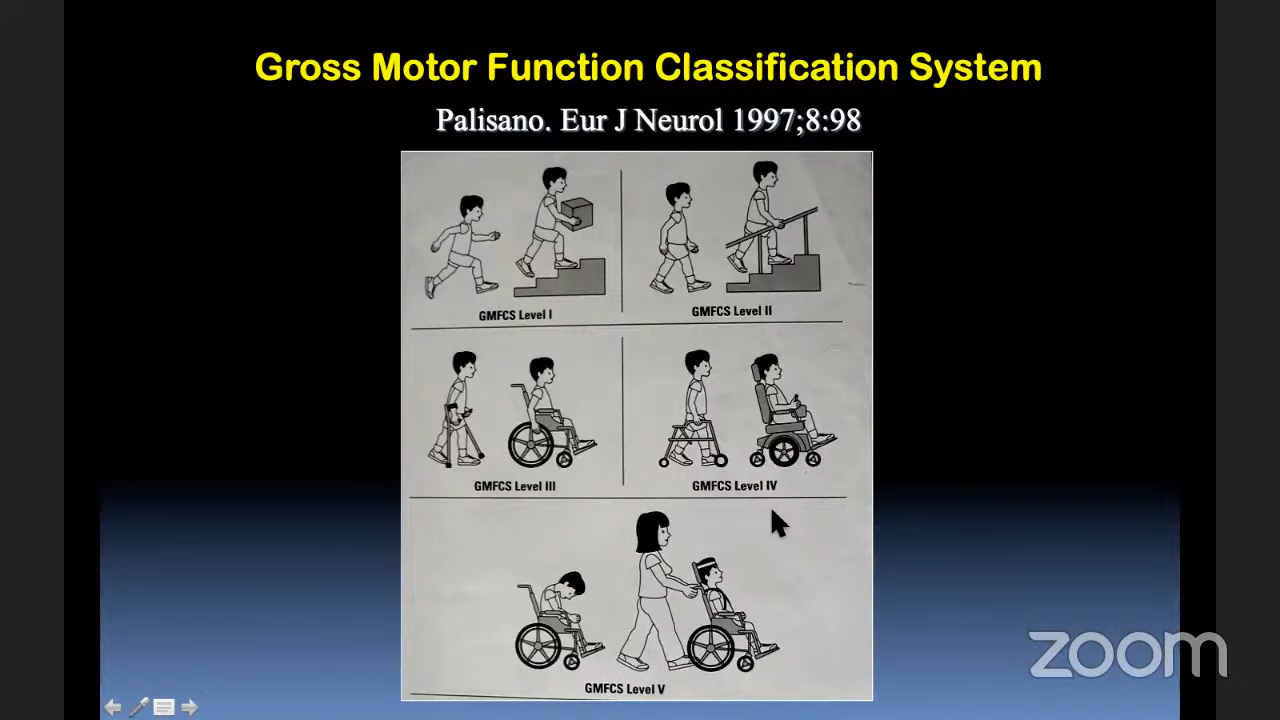 Gross Motor Function Classification System
Palisano. Eur J Neurol 1997;8:98
GMFCS Level I
GMFCS Level II
GMFCS Level III
GMFCS Level IV
GMFCS Level V
zoom